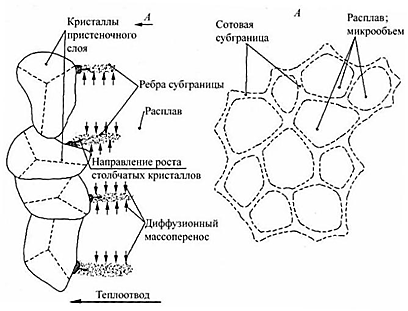 Кристаллы
пристеночного
слоя
А
Ребра субграницы
Расплав
Направление роста
столбчатых кристаллов
Диффузионный
массоперенос
Теплоотвод
А
Сотовая
субграница
Расплав;
микрообъем